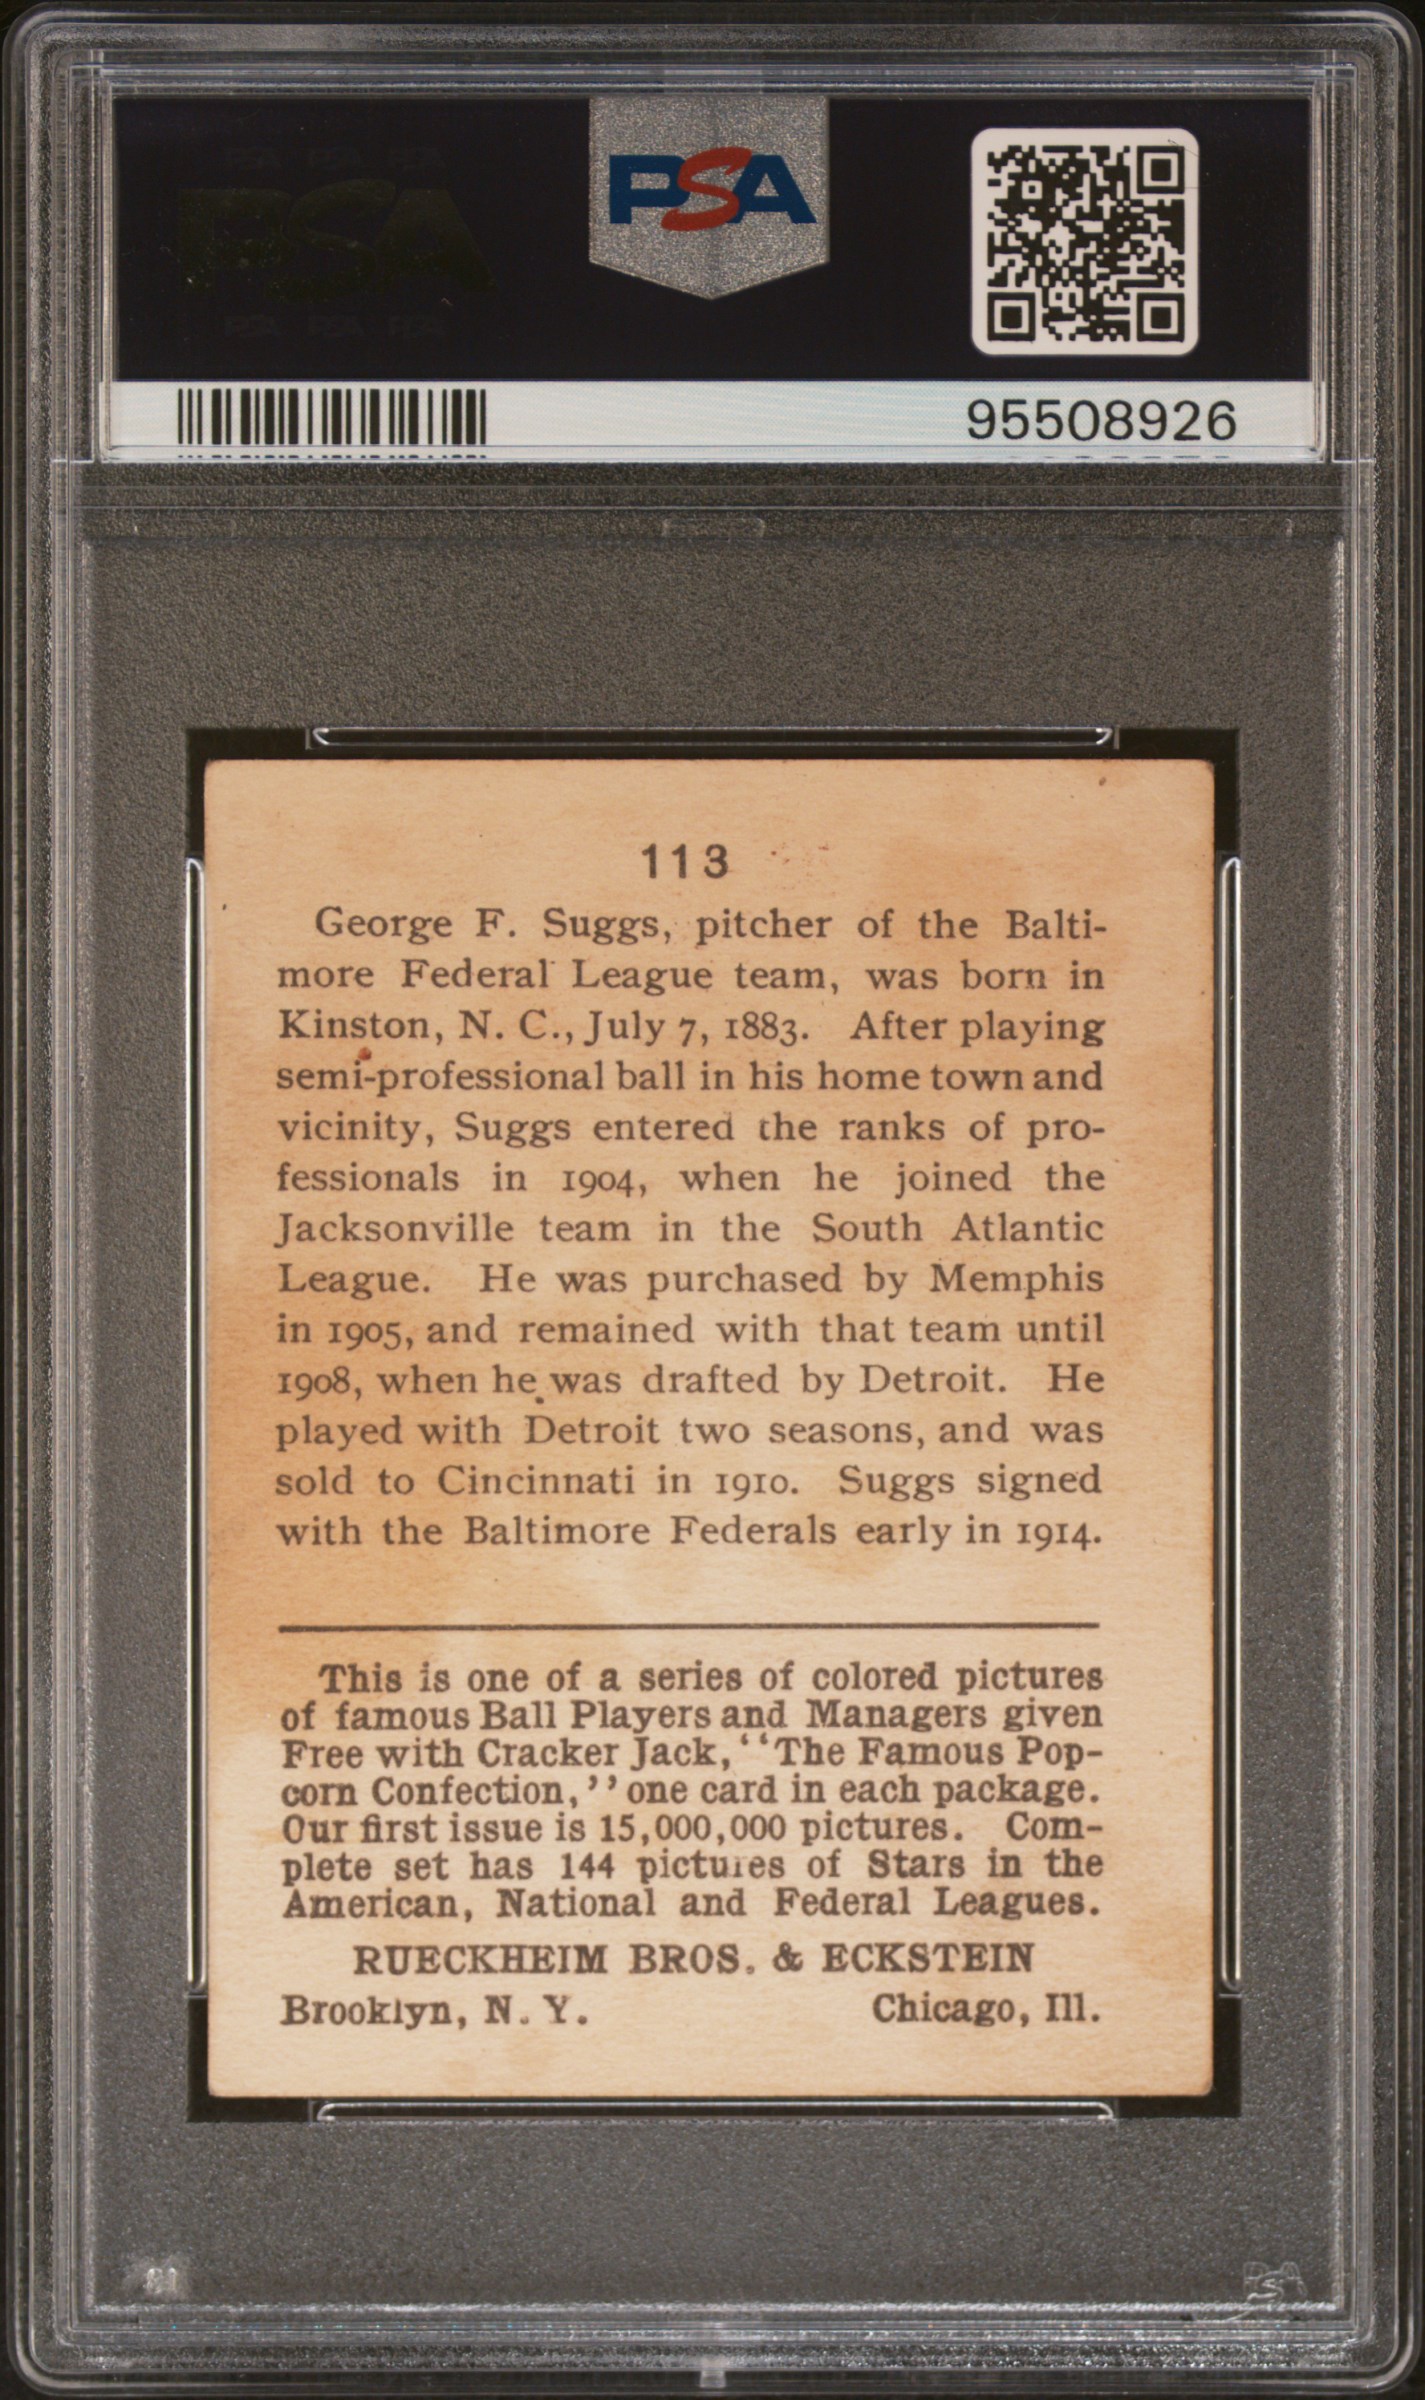 PSA
95508926
113
George F. Suggs, pitcher of the Balti-
more Federal League team, was born in
Kinston, N. C., July 7, 1883. After playing
semi-professional ball in his home town and
vicinity, Suggs entered the ranks of pro-
fessionals in 1904, when he joined the
Jacksonville team in the South Atlantic
League. He was purchased by Memphis
in 1905, and remained with that team until
1908, when he was drafted by Detroit. He
played with Detroit two seasons, and was
sold to Cincinnati in 1910. Suggs signed
with the Baltimore Federals early in 1914.
This is one of a series of colored pictures
of famous Ball Players and Managers given
Free with Cracker Jack, ‘‘The Famous Pop-
corn Confection,’’ one card in each package.
Our first issue is 15,000,000 pictures. Com-
plete set has 144 pictures of Stars in the
American, National and Federal Leagues.
RUECKHEIM BROS. & ECKSTEIN
Brooklyn, N. Y. Chicago, Ill.